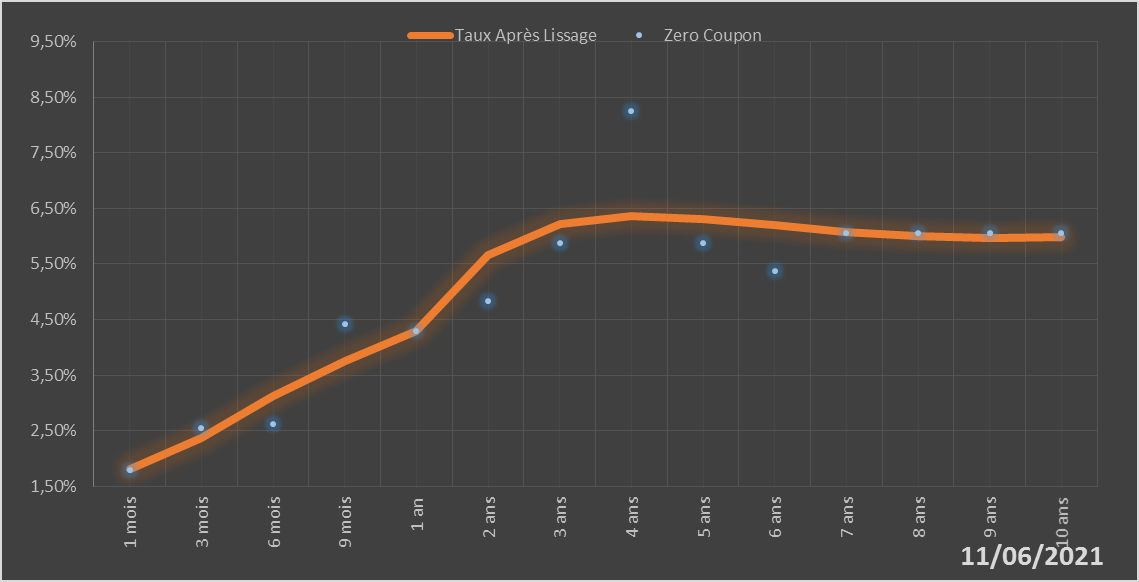 Taux Après Lissage Zero Coupon
9,50%
8,50%
7,50%
6,50%
5,50%
4,50%
3,50%
2,50%
1,50%
1 mois
3 mois
6 mois
9 mois
1 an
2 ans
3 ans
4 ans
5 ans
6 ans
7 ans
8 ans
9 ans
10 ans
11/06/2021